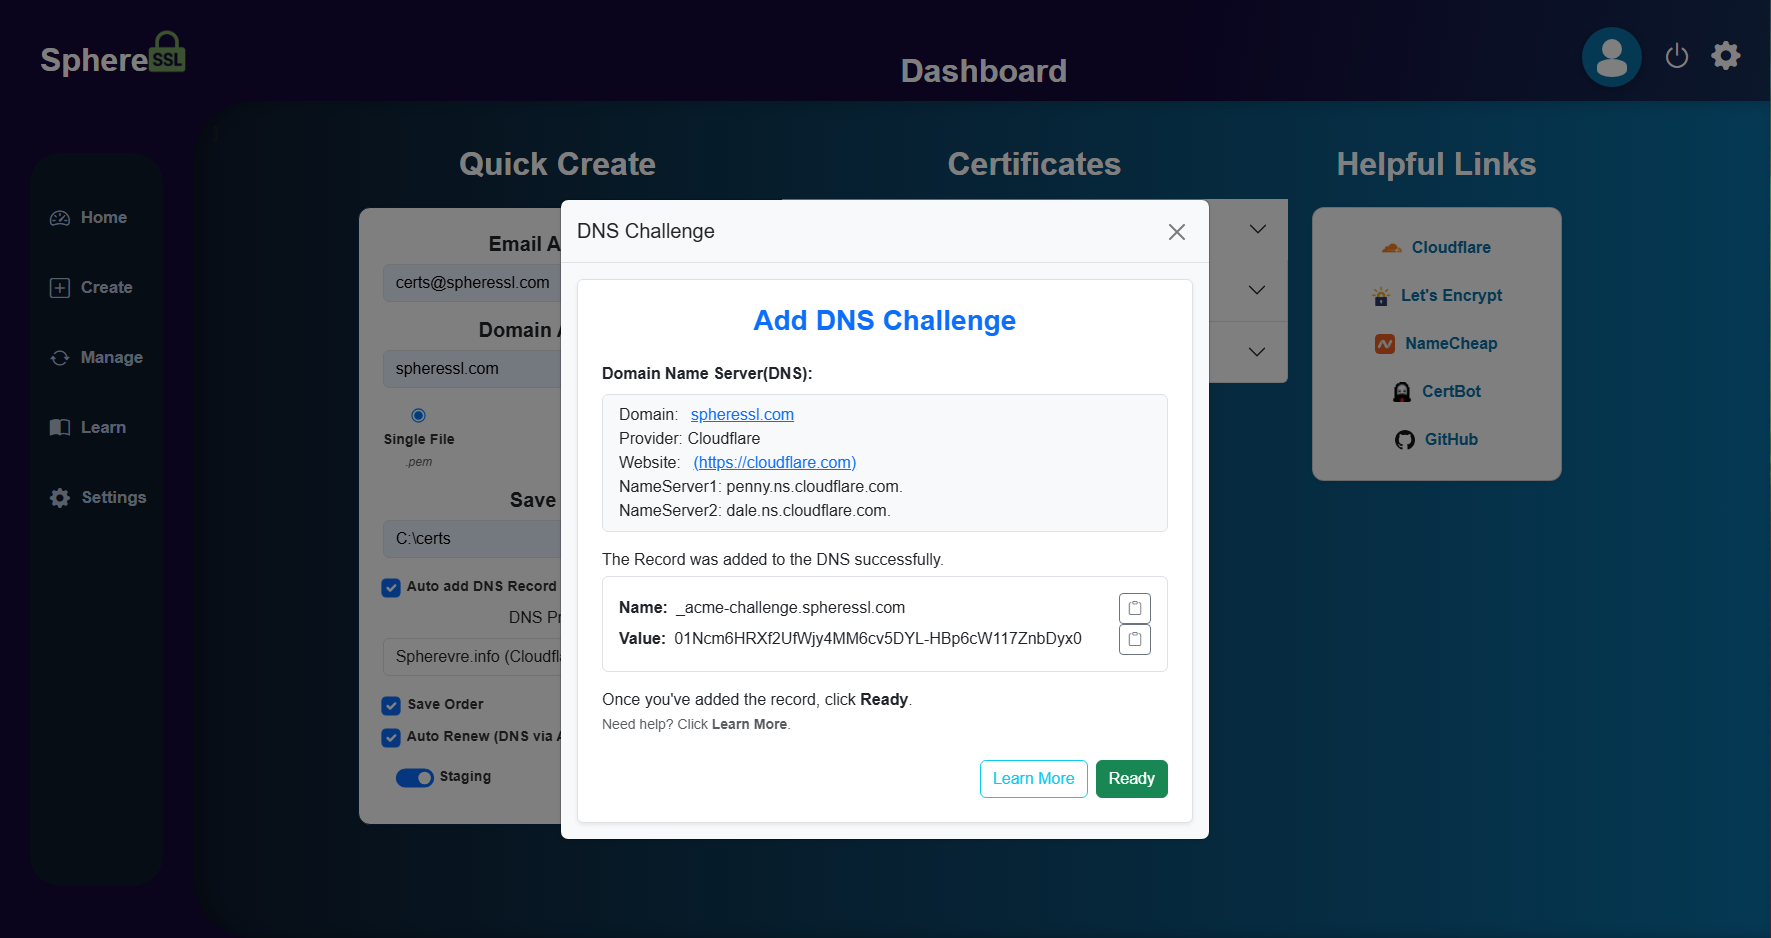 SphereSSL
Dashboard
Home
Create
Manage
Learn
Settings
Quick Create
Certificates
Helpful Links
Email A
certs@spheressl.com
Domain A
spheressl.com
Single File
.pem
Save
C:\certs
Auto add DNS Record
DNS Pr
Spherevre.info (Cloudfl
Save Order
Auto Renew (DNS via A
Staging
DNS Challenge
Add DNS Challenge
Domain Name Server(DNS):
Domain: spheressl.com
Provider: Cloudflare
Website: (https://cloudflare.com)
NameServer1: penny.ns.cloudflare.com.
NameServer2: dale.ns.cloudflare.com.
The Record was added to the DNS successfully.
Name: _acme-challenge.spheressl.com
Value: 01Ncm6HRXf2UfWjy4MM6cv5DYL-HBp6cW117ZnbDyx0
Once you've added the record, click Ready.
Need help? Click Learn More.
Learn More
Ready
Cloudflare
Let's Encrypt
NameCheap
CertBot
GitHub